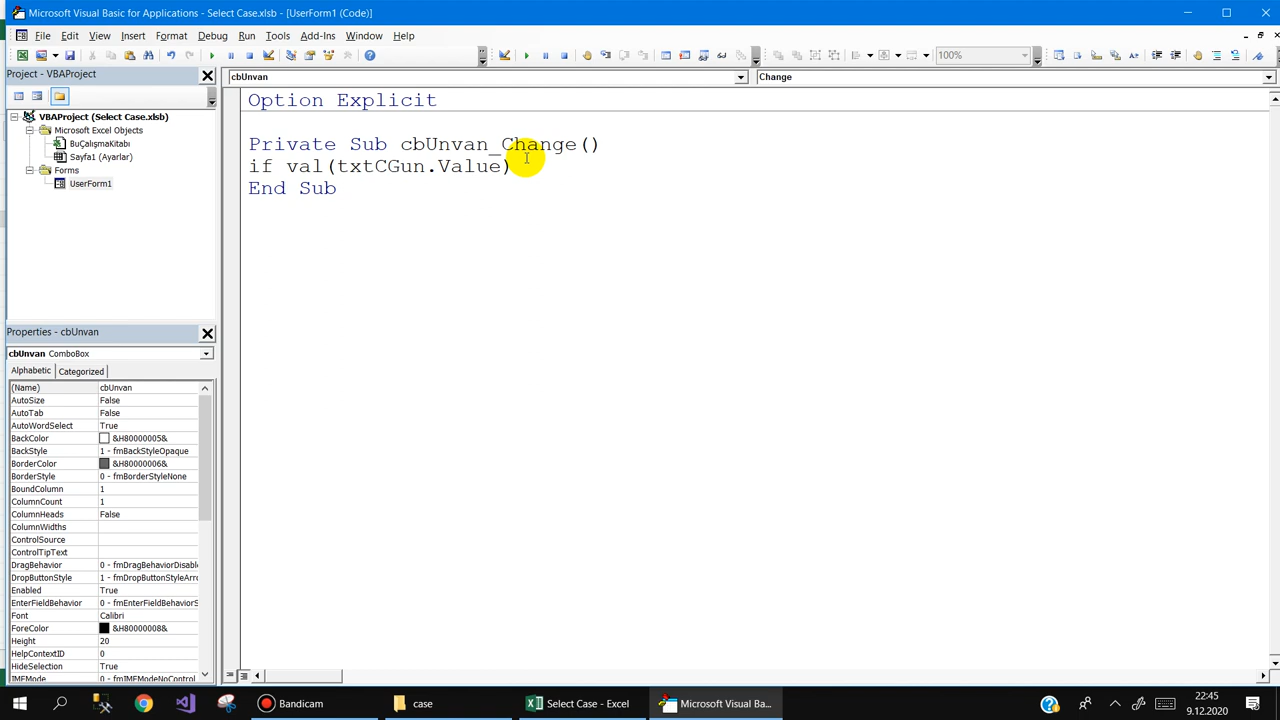 Microsoft Visual Basic for Applications - Select Case.xlsb - [UserForm1 (Code)]
File Edit View Insert Format Debug Run Tools Add-Ins Window Help
100%
Project - VBAProject
cbUnvan
Change
VBAProject (Select Case.xlsb)
Microsoft Excel Objects
BuÇalışmaKitabı
Sayfa1 (Ayarlar)
Forms
UserForm1
Option Explicit
Private Sub cbUnvan_Change()
if val(txtCGun.Value)
End Sub
Properties - cbUnvan
cbUnvan ComboBox
Alphabetic Categorized
(Name) cbUnvan
AutoSize False
AutoTab False
AutoWordSelect True
BackColor &H80000005&
BackStyle 1 - fmBackStyleOpaque
BorderColor &H80000006&
BorderStyle 0 - fmBorderStyleNone
BoundColumn 1
ColumnCount 1
ColumnHeads False
ColumnWidths
ControlSource
ControlTipText
DragBehavior 0 - fmDragBehaviorDisabl
DropButtonStyle 1 - fmDropButtonStyleArro
Enabled True
EnterFieldBehavior 0 - fmEnterFieldBehaviorS
Font Calibri
ForeColor &H80000008&
Height 20
HelpContextID 0
HideSelection True
IMEMode 0 - fmIMEModeNoControl
Bandicam
case
Select Case - Excel
Microsoft Visual Ba...
22:45
9.12.2020